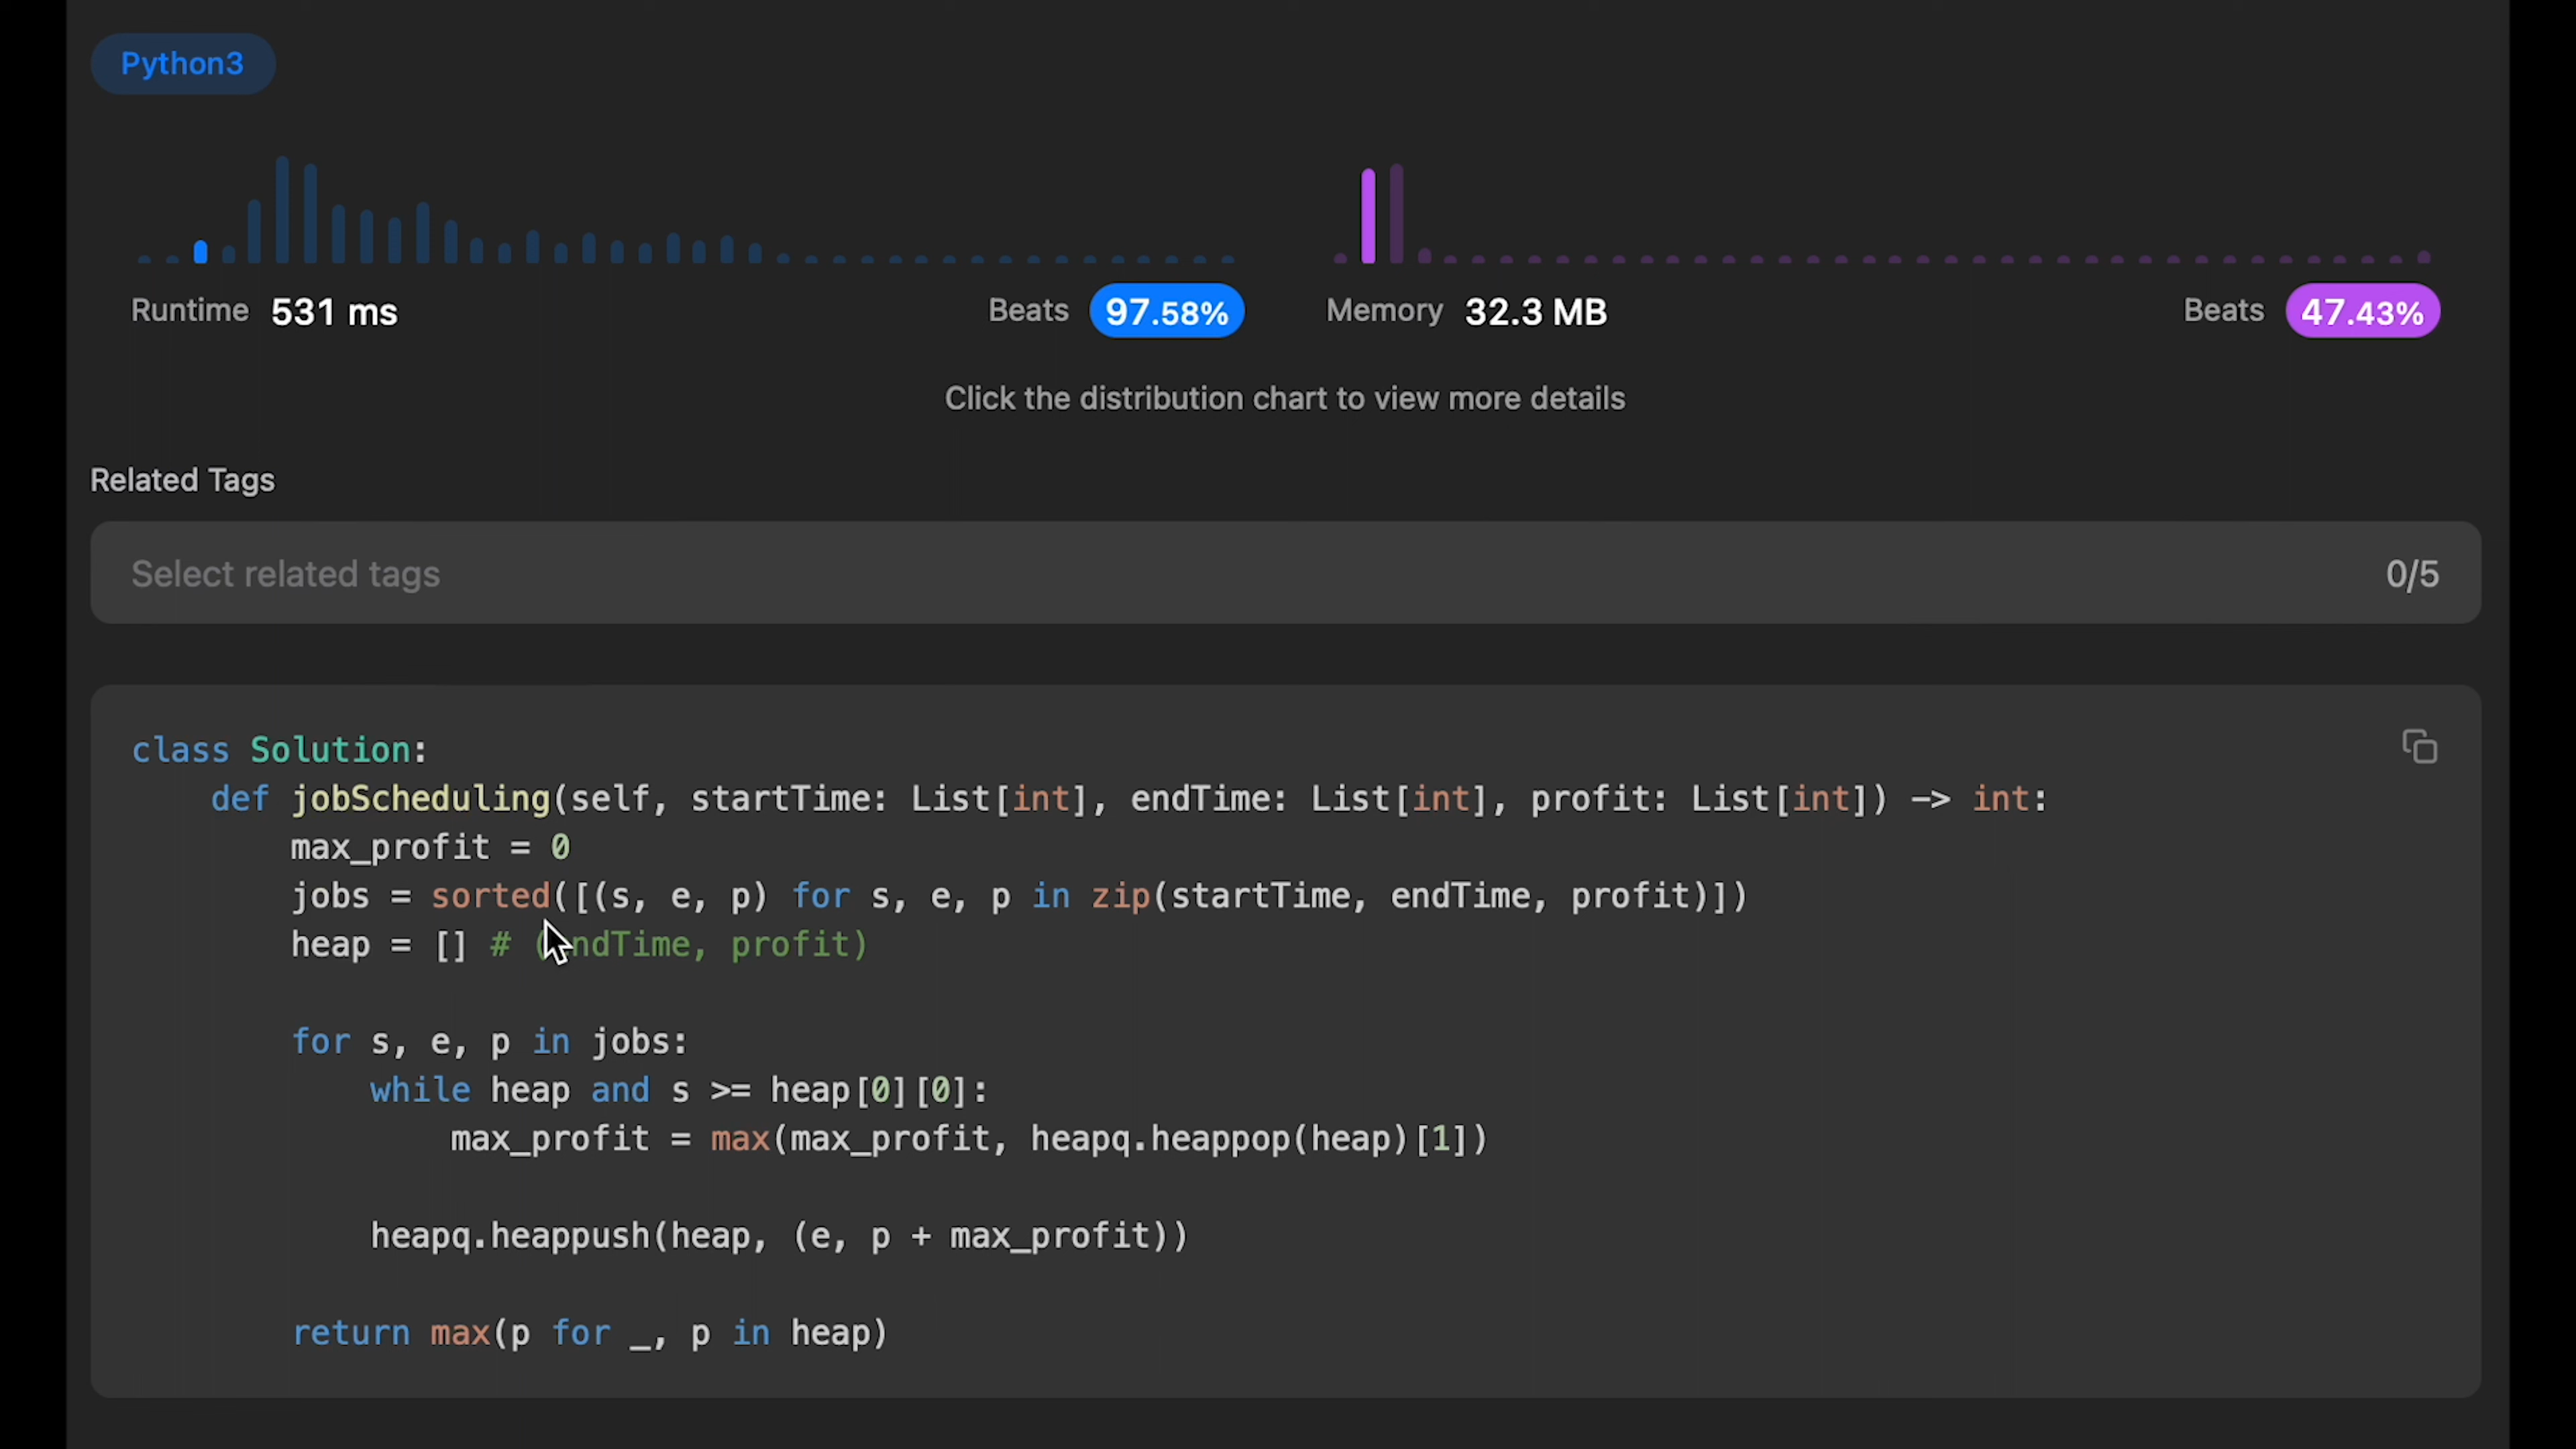 Python3
Runtime 531 ms Beats 97.58% Memory 32.3 MB Beats 47.43%
Click the distribution chart to view more details
Related Tags
Select related tags 0/5
class Solution:
    def jobScheduling(self, startTime: List[int], endTime: List[int], profit: List[int]) -> int:
        max_profit = 0
        jobs = sorted([(s, e, p) for s, e, p in zip(startTime, endTime, profit)])
        heap = [] # (endTime, profit)
        for s, e, p in jobs:
            while heap and s >= heap[0][0]:
                max_profit = max(max_profit, heapq.heappop(heap)[1])
            heapq.heappush(heap, (e, p + max_profit))
        return max(p for _, p in heap)